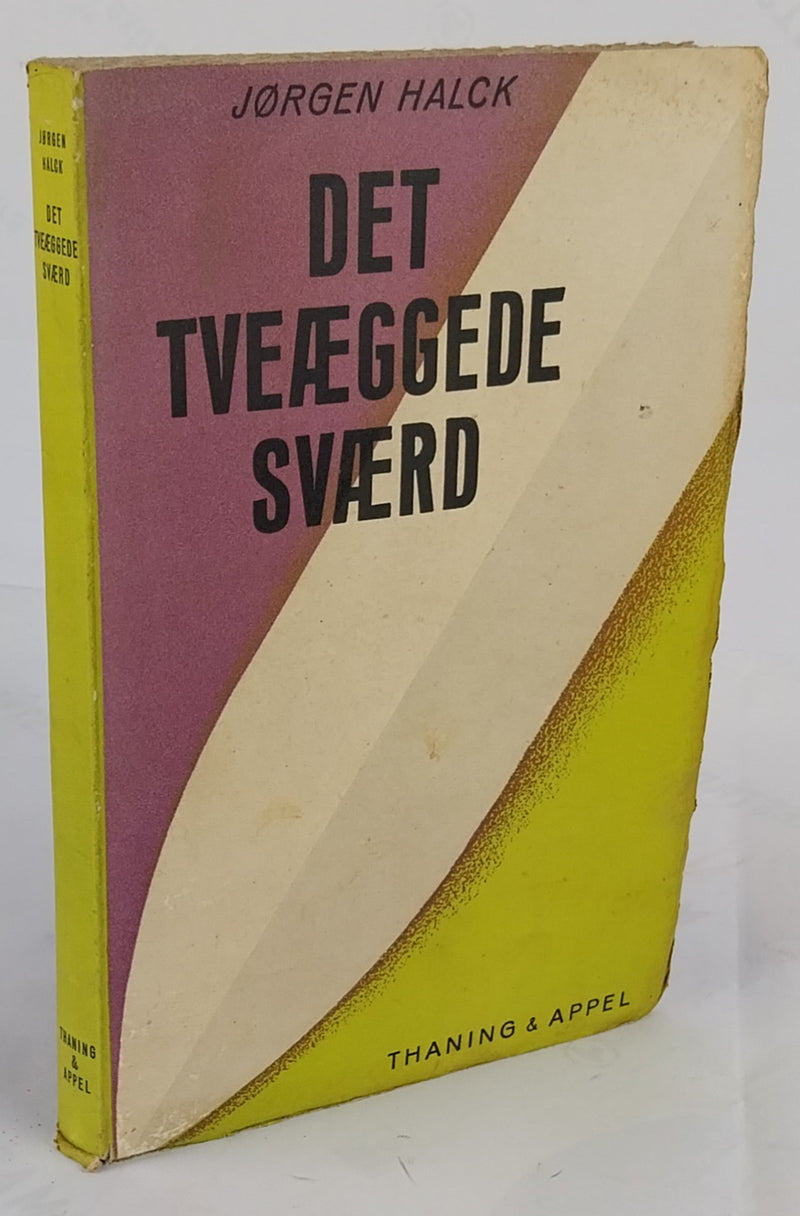 JØRGEN HALCK
DET
TVEÆGGEDE
SVÆRD
THANING & APPEL
JØRGEN
HALCK
DET
TVEÆGGEDE
SVÆRD
THANING
&
APPEL